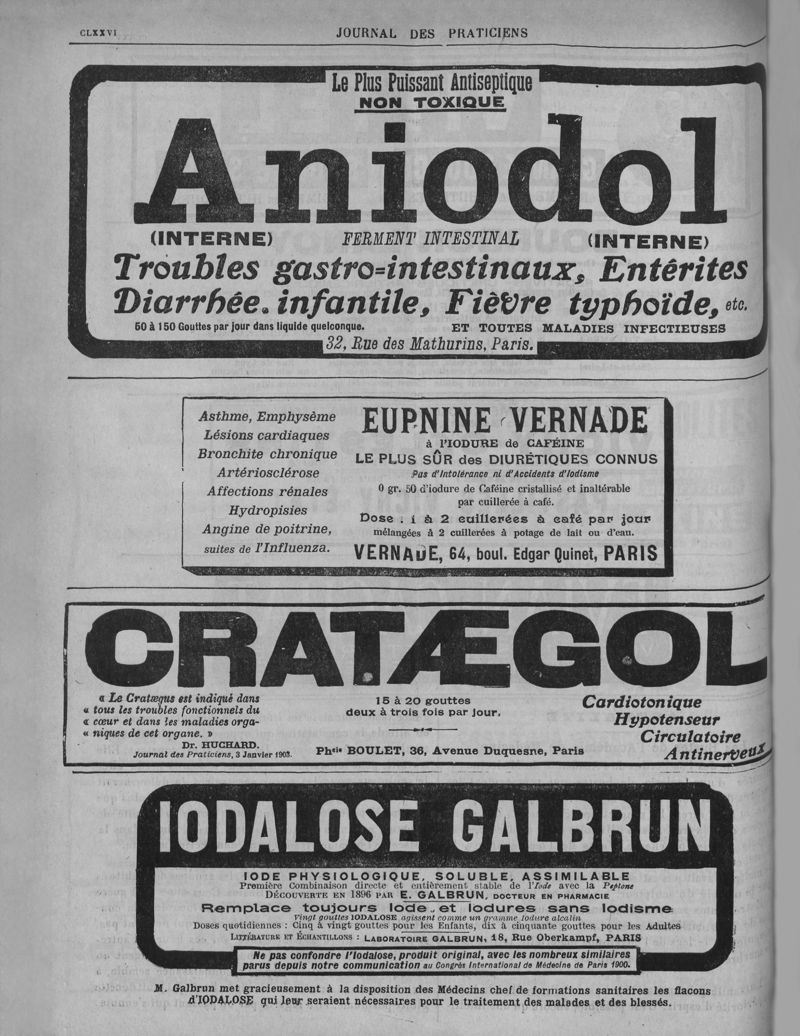 CLXXVI
JOURNAL DES PRATICIENS
Le Plus Puissant Antiseptique
NON TOXIQUE
Aniodol
(INTERNE) FERMENT INTESTINAL (INTERNE)
Troubles gastro-intestinaux, Entérites
Diarrhée infantile, Fièvre typhoïde, etc.
50 à 150 Gouttes par jour dans liquide quelconque. ET TOUTES MALADIES INFECTIEUSES
32, Rue des Mathurins, Paris.
Asthme, Emphysème
Lésions cardiaques
Bronchite chronique
Artériosclérose
Affections rénales
Hydropisies
Angine de poitrine,
suites de l'Influenza.
EUPNINE VERNADE
à l'IODURE de CAFÉINE
LE PLUS SÛR des DIURÉTIQUES CONNUS
Pas d'Intolérance ni d'Accidents d'Iodisme
0 gr. 50 d'iodure de Caféine cristallisé et inaltérable
par cuillerée à café.
Dose : 1 à 2 cuillerées à café par jour
mélangées à 2 cuillerées à potage de lait ou d'eau.
VERNADE, 64, boul. Edgar Quinet, PARIS
CRATÆGOL
« Le Cratægus est indiqué dans
« tous les troubles fonctionnels du
« cœur et dans les maladies orga-
« niques de cet organe. »
Dr. HUCHARD.
Journal des Praticiens, 3 Janvier 1903.
15 à 20 gouttes
deux à trois fois par jour.
Phcie BOULET, 36, Avenue Duquesne, Paris
Cardiotonique
Hypotenseur
Circulatoire
Antinerveux
IODALOSE GALBRUN
IODE PHYSIOLOGIQUE, SOLUBLE, ASSIMILABLE
Première Combinaison directe et entièrement stable de l'Iode avec la Peptone
DÉCOUVERTE EN 1896 PAR E. GALBRUN, DOCTEUR EN PHARMACIE
Remplace toujours Iode et Iodures sans Iodisme
Vingt gouttes IODALOSE agissent comme un gramme Iodure alcalin
Doses quotidiennes : Cinq à vingt gouttes pour les Enfants, dix à cinquante gouttes pour les Adultes
LITTÉRATURE ET ÉCHANTILLONS : LABORATOIRE GALBRUN, 18, Rue Oberkampf, PARIS
Ne pas confondre l'Iodalose, produit original, avec les nombreux similaires
parus depuis notre communication au Congrès International de Médecine de Paris 1900.
M. Galbrun met gracieusement à la disposition des Médecins chef de formations sanitaires les flacons
d'IODALOSE qui leur seraient nécessaires pour le traitement des malades et des blessés.